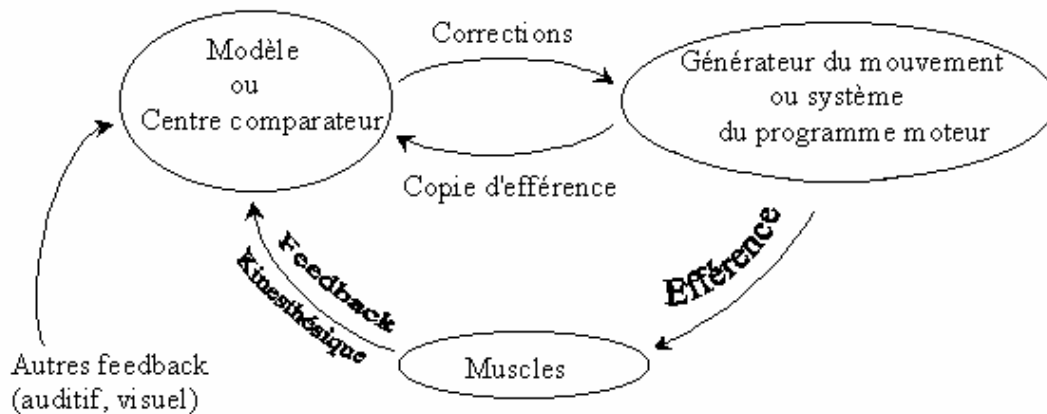 Modèle
ou
Centre comparateur
Corrections
Générateur du mouvement
ou système
du programme moteur
Copie d'efférence
Feedback
Kinesthésique
Efférence
Muscles
Autres feedback
(auditif, visuel)